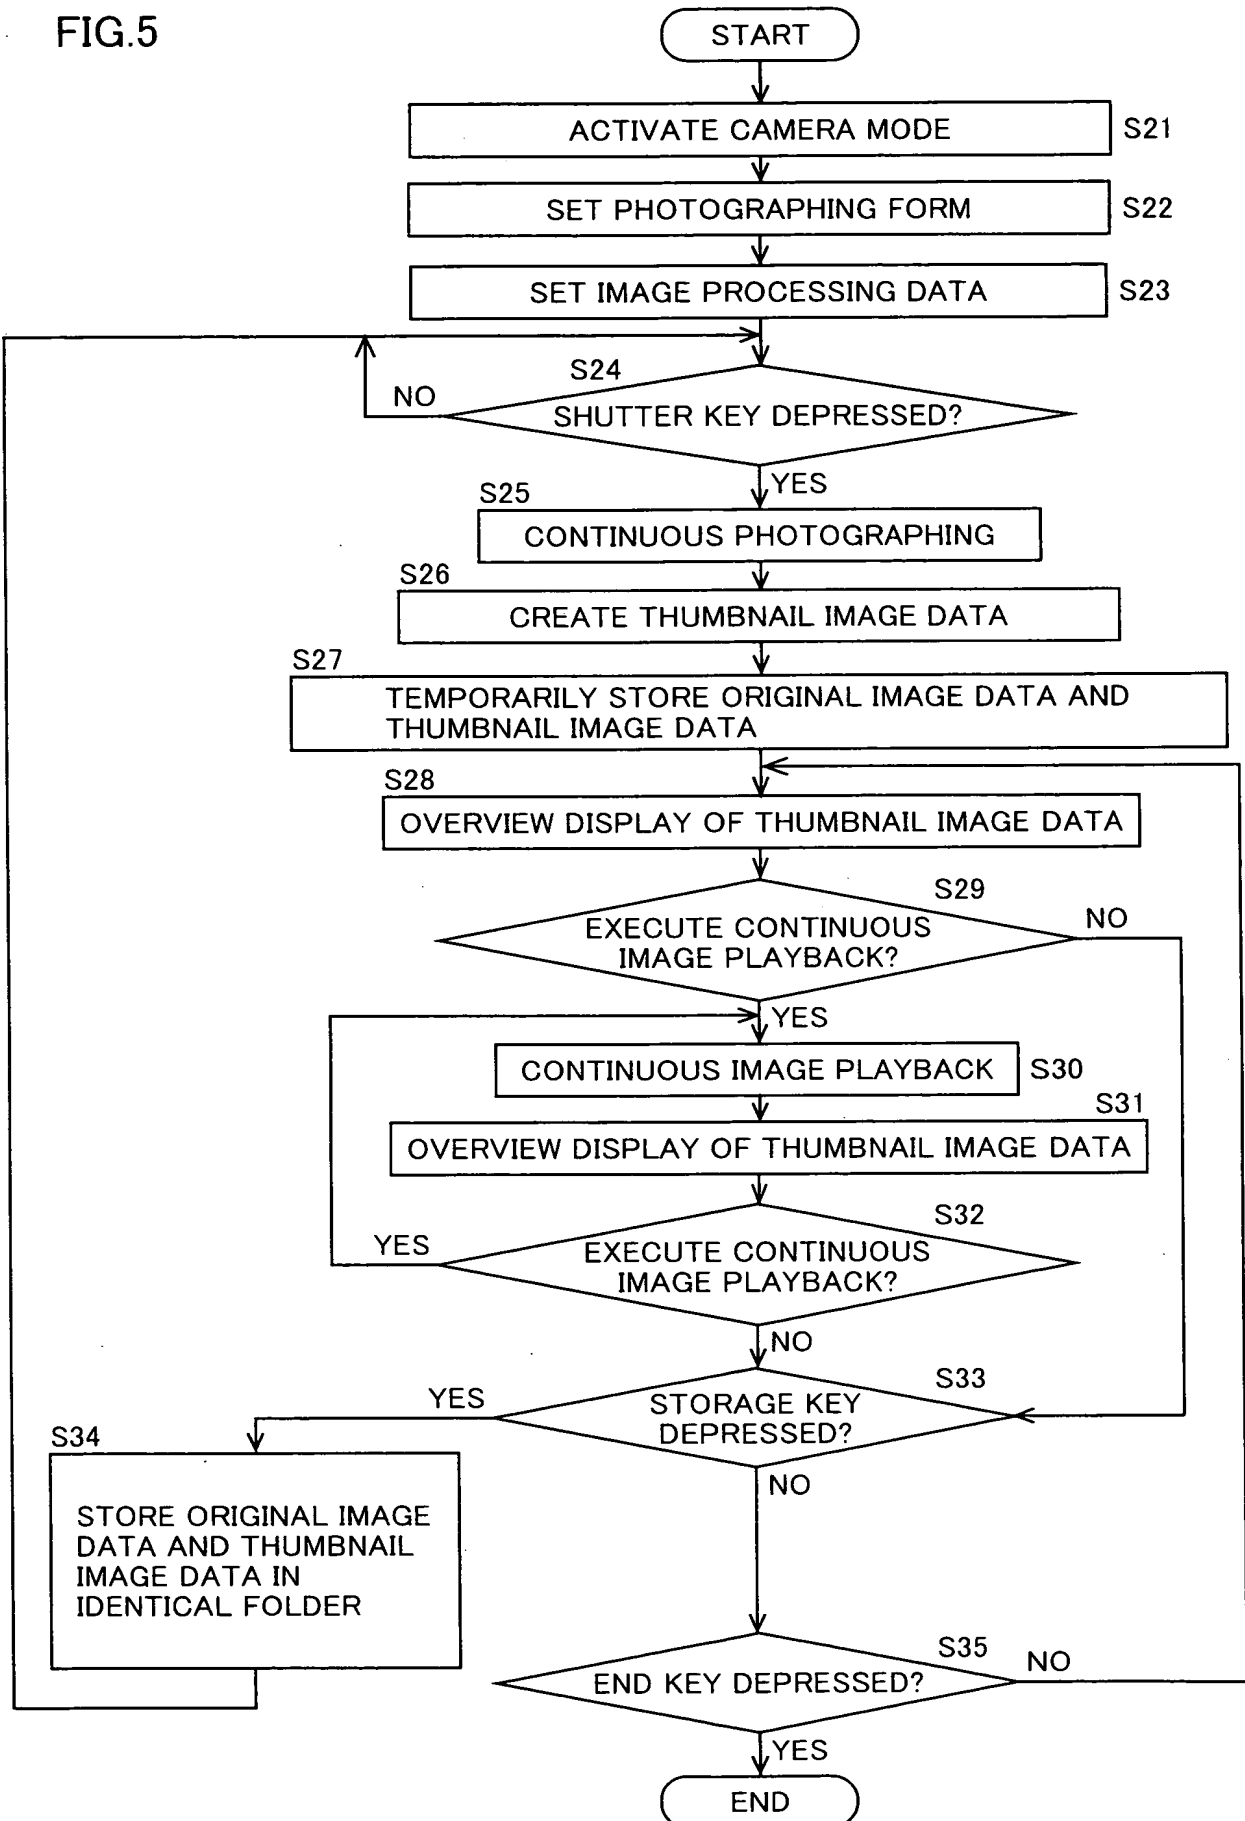 FIG.5
START
ACTIVATE CAMERA MODE
S21
SET PHOTOGRAPHING FORM
S22
SET IMAGE PROCESSING DATA
S23
S24
NO
SHUTTER KEY DEPRESSED?
YES
S25
CONTINUOUS PHOTOGRAPHING
S26
CREATE THUMBNAIL IMAGE DATA
S27
TEMPORARILY STORE ORIGINAL IMAGE DATA AND
THUMBNAIL IMAGE DATA
S28
OVERVIEW DISPLAY OF THUMBNAIL IMAGE DATA
S29
EXECUTE CONTINUOUS
IMAGE PLAYBACK?
NO
YES
CONTINUOUS IMAGE PLAYBACK
S30
S31
OVERVIEW DISPLAY OF THUMBNAIL IMAGE DATA
S32
YES
EXECUTE CONTINUOUS
IMAGE PLAYBACK?
NO
S33
YES
STORAGE KEY
DEPRESSED?
NO
S34
STORE ORIGINAL IMAGE
DATA AND THUMBNAIL
IMAGE DATA IN
IDENTICAL FOLDER
S35
END KEY DEPRESSED?
NO
YES
END